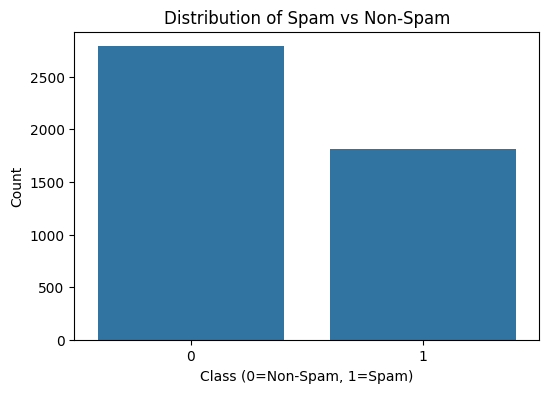 Distribution of Spam vs Non-Spam
2500
2000
1500
1000
500
0
Count
0
1
Class (0=Non-Spam, 1=Spam)